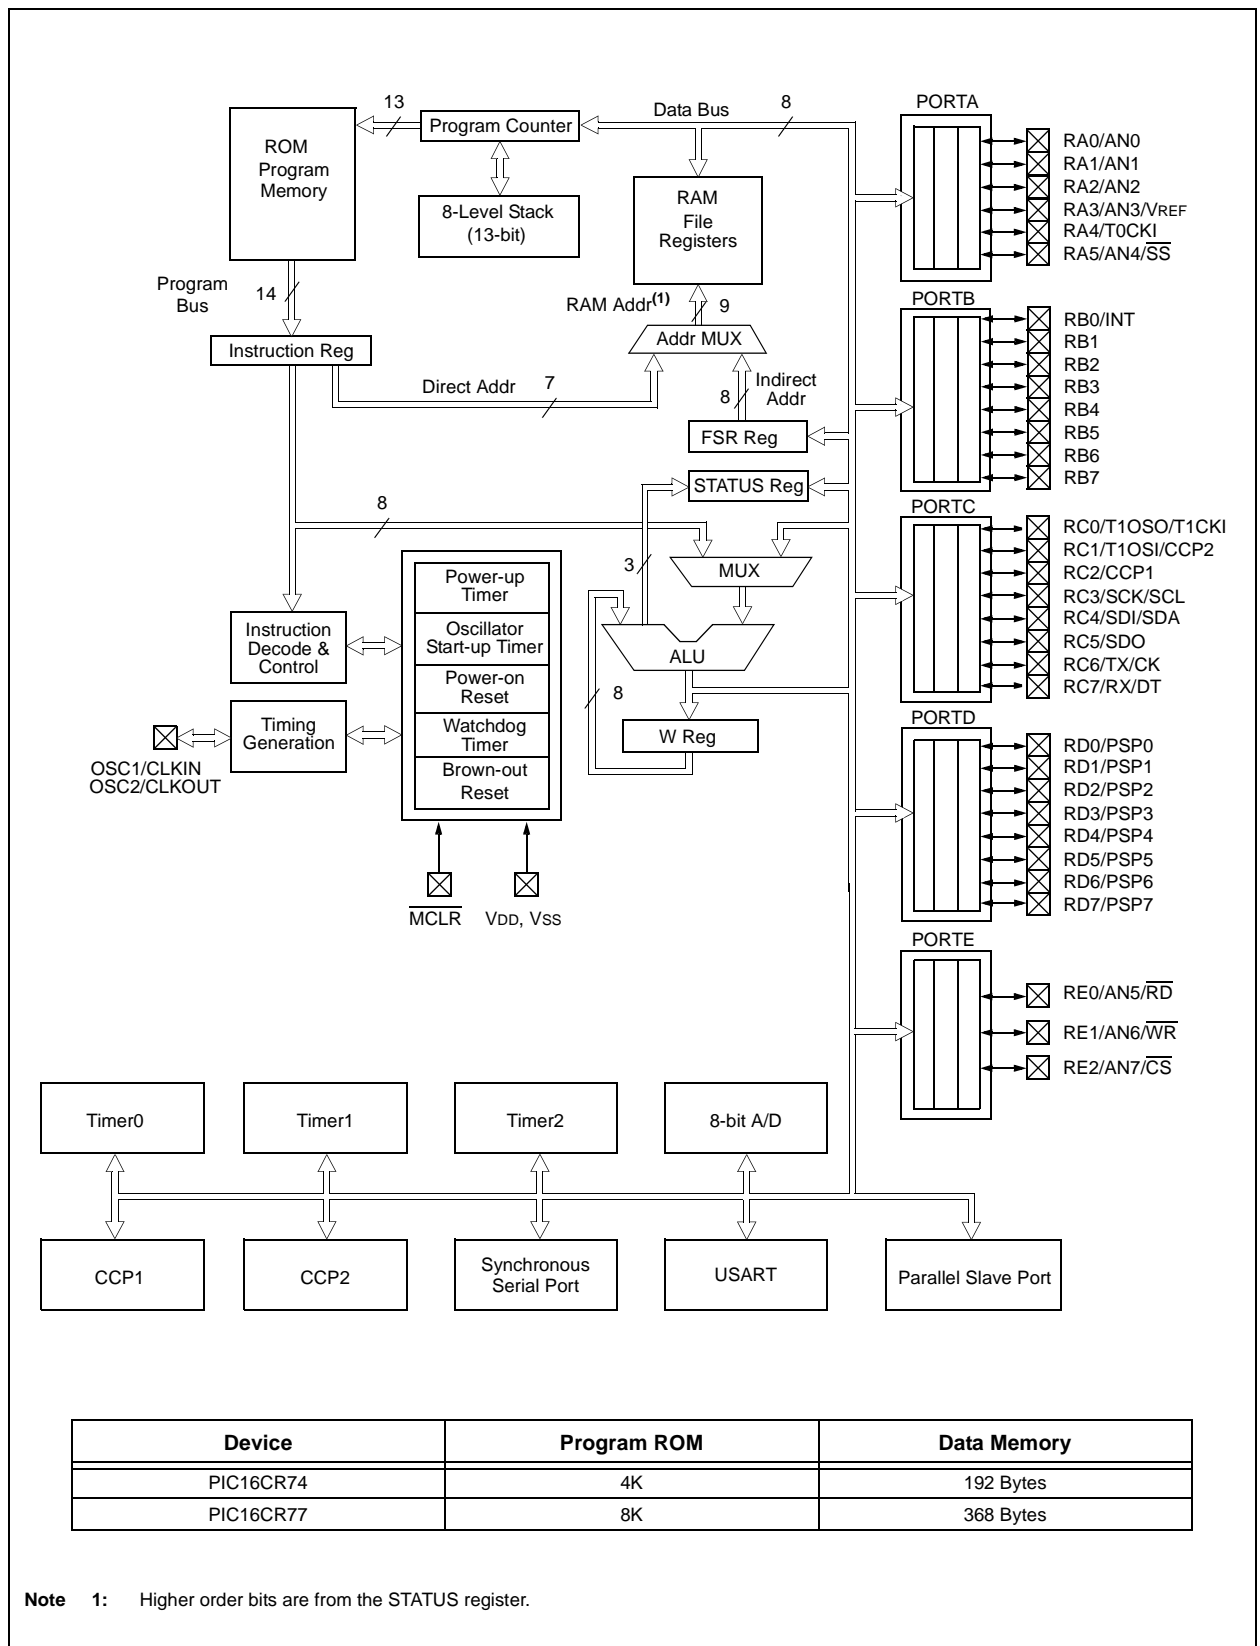 13
Data Bus
8
PORTA
ROM
Program
Memory
Program Counter
8-Level Stack
(13-bit)
RAM
File
Registers
RA0/AN0
RA1/AN1
RA2/AN2
RA3/AN3/VREF
RA4/T0CKI
RA5/AN4/SS
Program
Bus
14
RAM Addr(1)
9
PORTB
Instruction Reg
Addr MUX
Direct Addr
7
8
Indirect
Addr
FSR Reg
RB0/INT
RB1
RB2
RB3
RB4
RB5
RB6
RB7
STATUS Reg
8
PORTC
3
MUX
Power-up
Timer
Oscillator
Start-up Timer
Power-on
Reset
Watchdog
Timer
Brown-out
Reset
Instruction
Decode &
Control
ALU
8
W Reg
RC0/T1OSO/T1CKI
RC1/T1OSI/CCP2
RC2/CCP1
RC3/SCK/SCL
RC4/SDI/SDA
RC5/SDO
RC6/TX/CK
RC7/RX/DT
Timing
Generation
OSC1/CLKIN
OSC2/CLKOUT
MCLR
VDD, VSS
PORTD
RD0/PSP0
RD1/PSP1
RD2/PSP2
RD3/PSP3
RD4/PSP4
RD5/PSP5
RD6/PSP6
RD7/PSP7
PORTE
RE0/AN5/RD
RE1/AN6/WR
RE2/AN7/CS
Timer0
Timer1
Timer2
8-bit A/D
CCP1
CCP2
Synchronous
Serial Port
USART
Parallel Slave Port
Device Program ROM Data Memory
PIC16CR74 4K 192 Bytes
PIC16CR77 8K 368 Bytes
Note 1: Higher order bits are from the STATUS register.